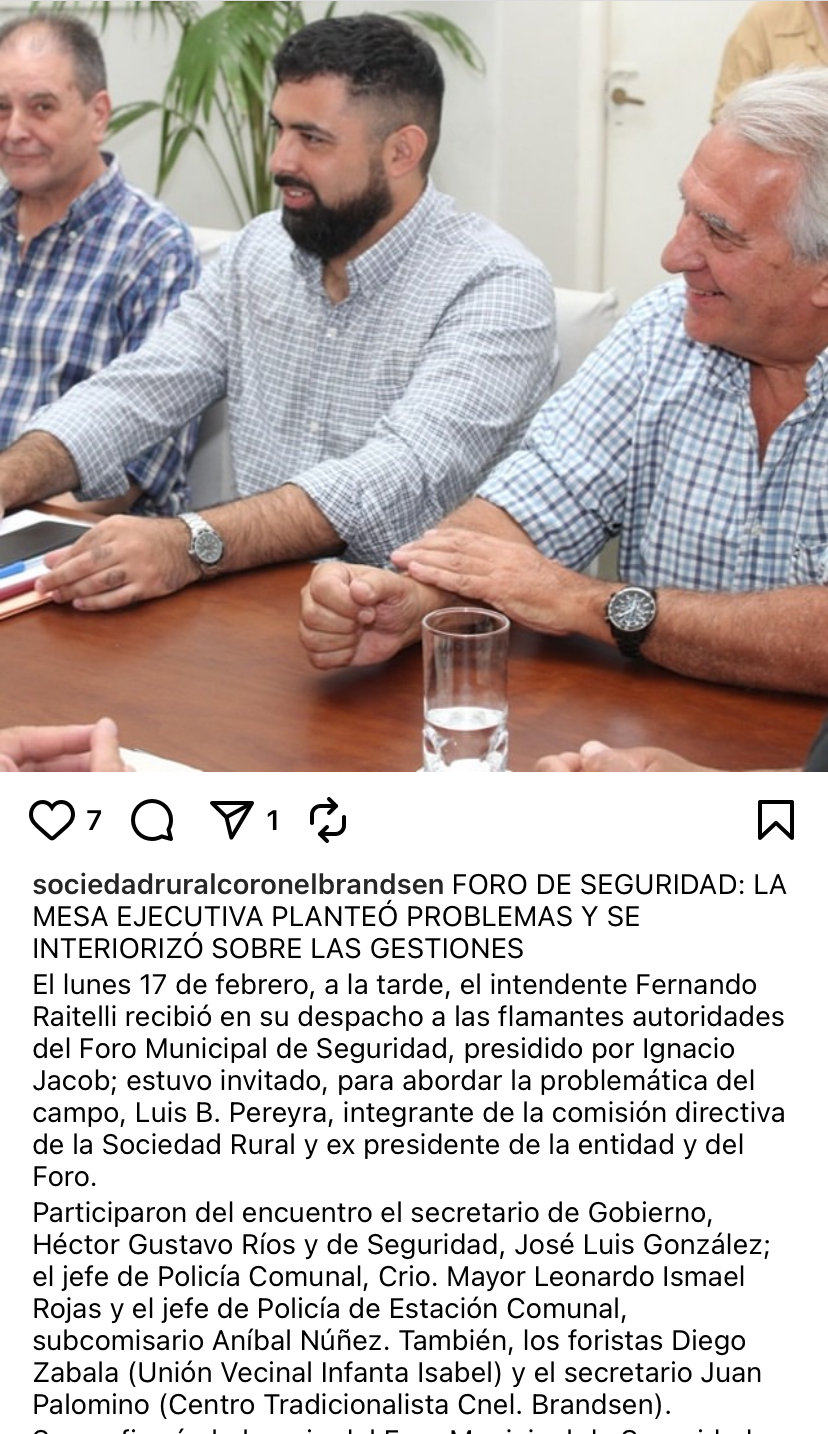 7
1
sociedadruralcoronelbrandsen FORO DE SEGURIDAD: LA
MESA EJECUTIVA PLANTEÓ PROBLEMAS Y SE
INTERIORIZÓ SOBRE LAS GESTIONES
El lunes 17 de febrero, a la tarde, el intendente Fernando
Raitelli recibió en su despacho a las flamantes autoridades
del Foro Municipal de Seguridad, presidido por Ignacio
Jacob; estuvo invitado, para abordar la problemática del
campo, Luis B. Pereyra, integrante de la comisión directiva
de la Sociedad Rural y ex presidente de la entidad y del
Foro.
Participaron del encuentro el secretario de Gobierno,
Héctor Gustavo Ríos y de Seguridad, José Luis González;
el jefe de Policía Comunal, Crio. Mayor Leonardo Ismael
Rojas y el jefe de Policía de Estación Comunal,
subcomisario Aníbal Núñez. También, los foristas Diego
Zabala (Unión Vecinal Infanta Isabel) y el secretario Juan
Palomino (Centro Tradicionalista Cnel. Brandsen).